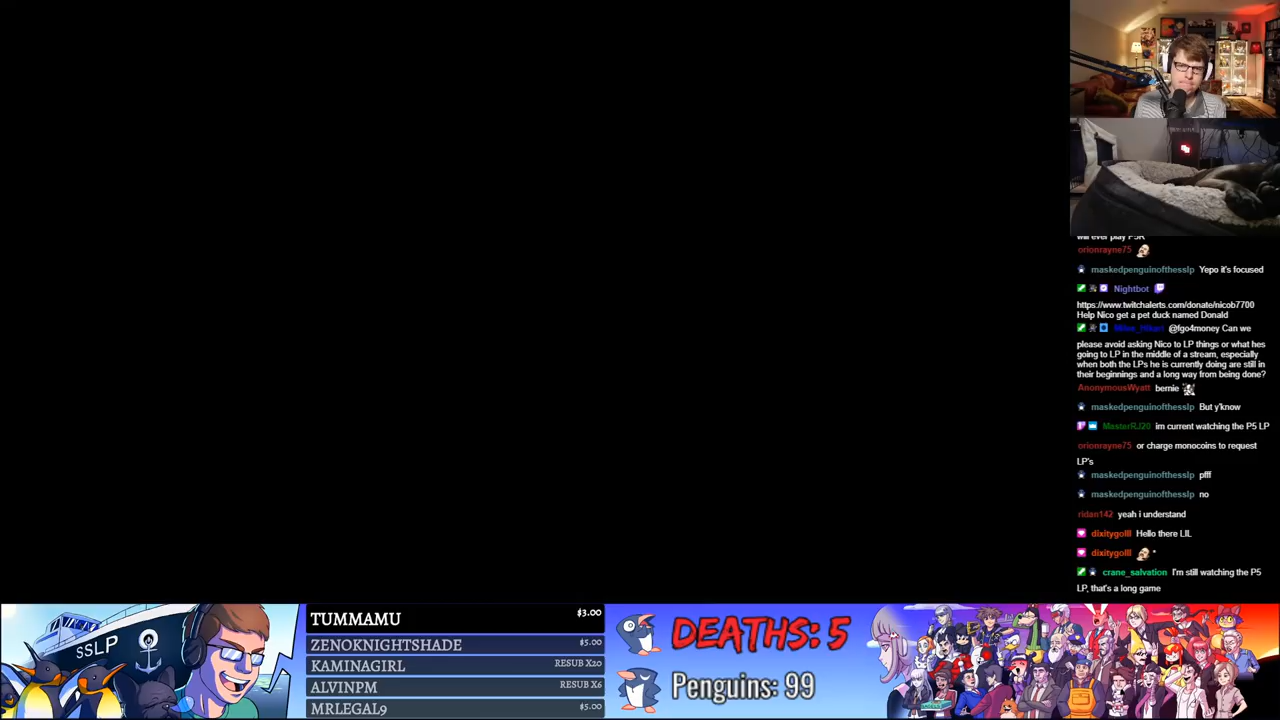 will ever play P5R
orionrayne75
maskedpenguinofthesslp Yepo it's focused
Nightbot
https://www.twitchalerts.com/donate/nicob7700
Help Nico get a pet duck named Donald
@fgo4money Can we
please avoid asking Nico to LP things or what hes
going to LP in the middle of a stream, especially
when both the LPs he is currently doing are still in
their beginnings and a long way from being done?
AnonymousWyatt bernie
maskedpenguinofthesslp But y'know
MasterRJ20 im current watching the P5 LP
orionrayne75 or charge monocoins to request
LP's
maskedpenguinofthesslp pfff
maskedpenguinofthesslp no
ridan142 yeah i understand
dixitygolll Hello there LIL
dixitygolll *
crane_salvation I'm still watching the P5
LP, that's a long game
SSLP
TUMMAMU $3.00
ZENOKNIGHTSHADE $5.00
KAMINAGIRL RESUB X20
ALVINPM RESUB X6
MRLEGAL9 $5.00
DEATHS: 5
Penguins: 99